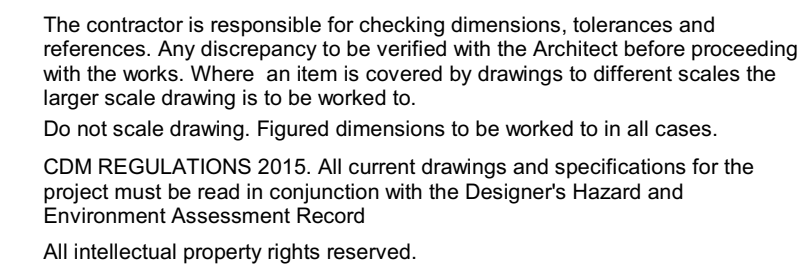 The contractor is responsible for checking dimensions, tolerances and
references. Any discrepancy to be verified with the Architect before proceeding
with the works. Where  an item is covered by drawings to different scales the
larger scale drawing is to be worked to.
Do not scale drawing. Figured dimensions to be worked to in all cases.
CDM REGULATIONS 2015. All current drawings and specifications for the
project must be read in conjunction with the Designer's Hazard and
Environment Assessment Record
All intellectual property rights reserved.